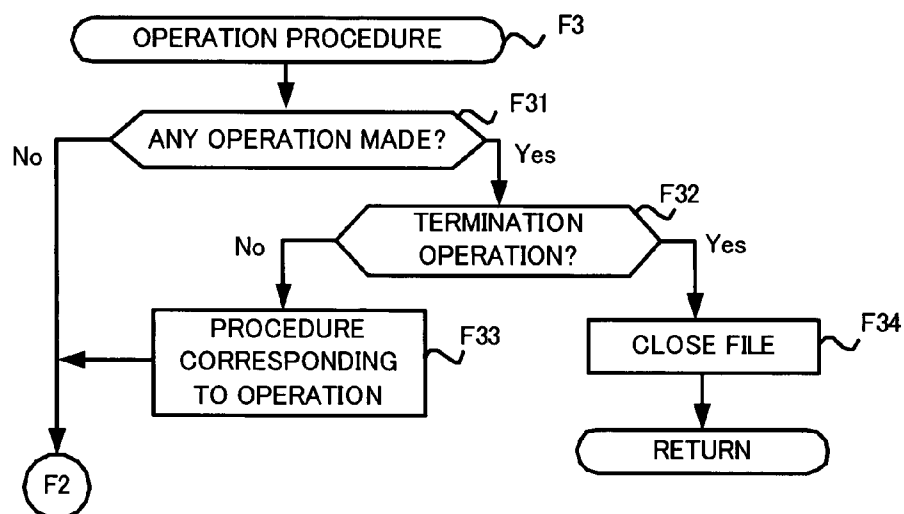 OPERATION PROCEDURE
F3
F31
ANY OPERATION MADE?
No
Yes
F32
TERMINATION
OPERATION?
No
Yes
PROCEDURE
CORRESPONDING
TO OPERATION
F33
F34
CLOSE FILE
RETURN
F2